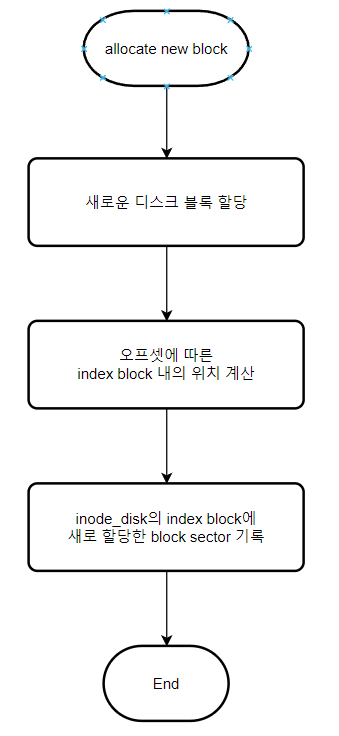 allocate new block
새로운 디스크 블록 할당
오프셋에 따른
index block 내의 위치 계산
inode_disk의 index block에
새로 할당한 block sector 기록
End